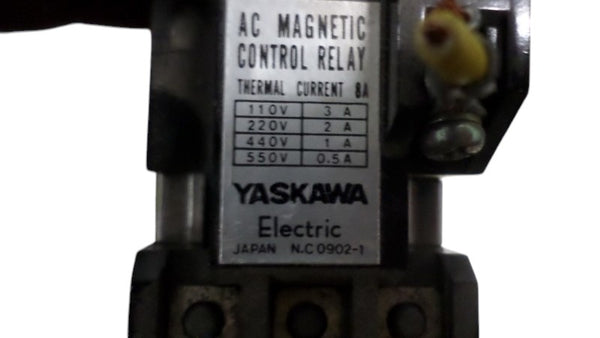 AC MAGNETIC
CONTROL RELAY
THERMAL CURRENT 8A
110V 3 A
220V 2 A
440V 1 A
550V 0.5A
YASKAWA
Electric
JAPAN N.C0902-1